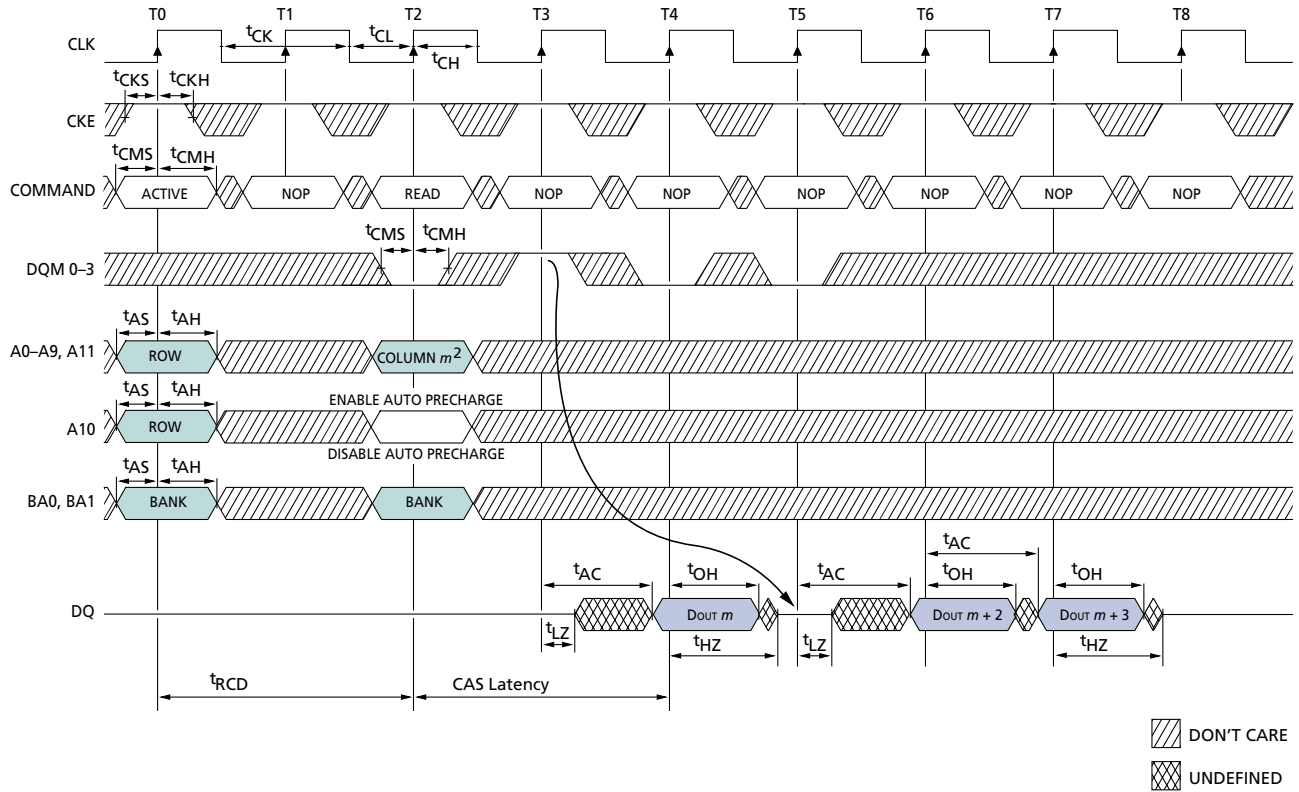 T0 T1 T2 T3 T4 T5 T6 T7 T8
CLK
tCK tCL
tCH
tCKS tCKH
CKE
tCMS tCMH
COMMAND ACTIVE NOP READ NOP NOP NOP NOP NOP NOP
tCMS tCMH
DQM 0–3
tAS tAH
A0–A9, A11 ROW COLUMN m2
tAS tAH ENABLE AUTO PRECHARGE
A10 ROW
DISABLE AUTO PRECHARGE
tAS tAH
BA0, BA1 BANK BANK
tAC
tAC tOH tAC tOH tOH
DQ DOUT m DOUT m + 2 DOUT m + 3
tLZ tHZ tLZ tHZ
tRCD CAS Latency
DON'T CARE
UNDEFINED